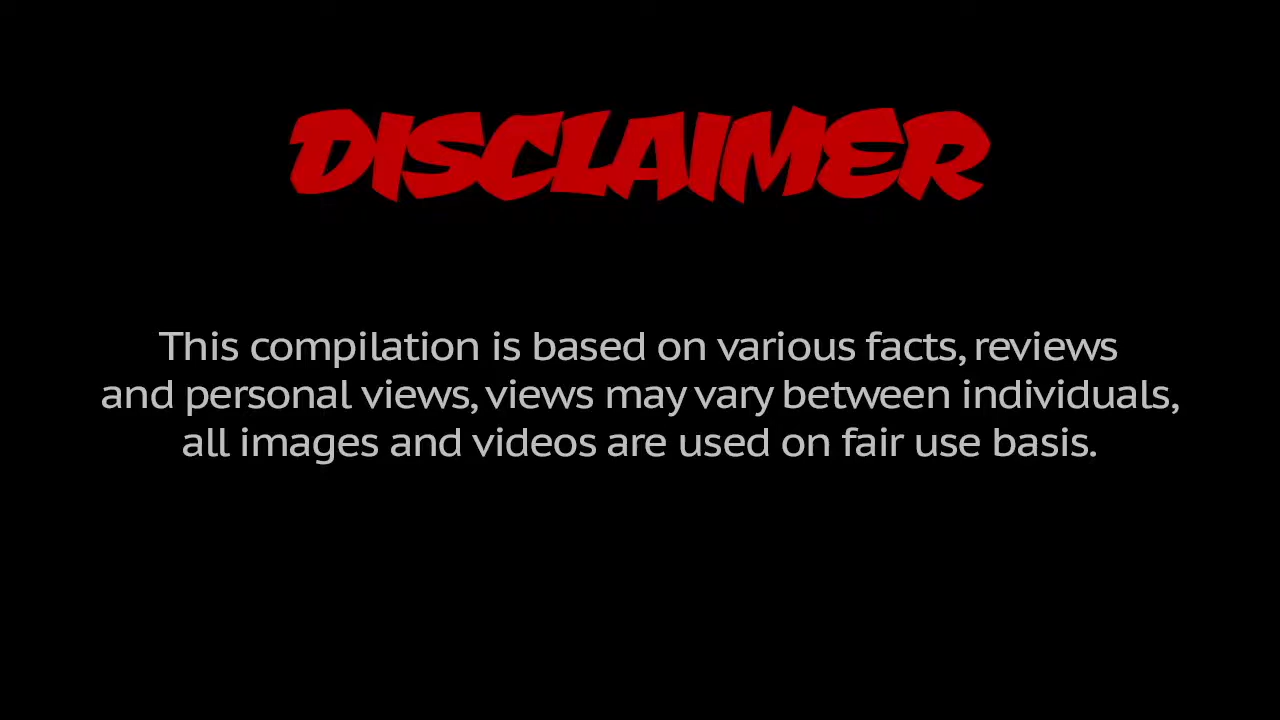 DISCLAIMER
This compilation is based on various facts, reviews
and personal views, views may vary between individuals,
all images and videos are used on fair use basis.